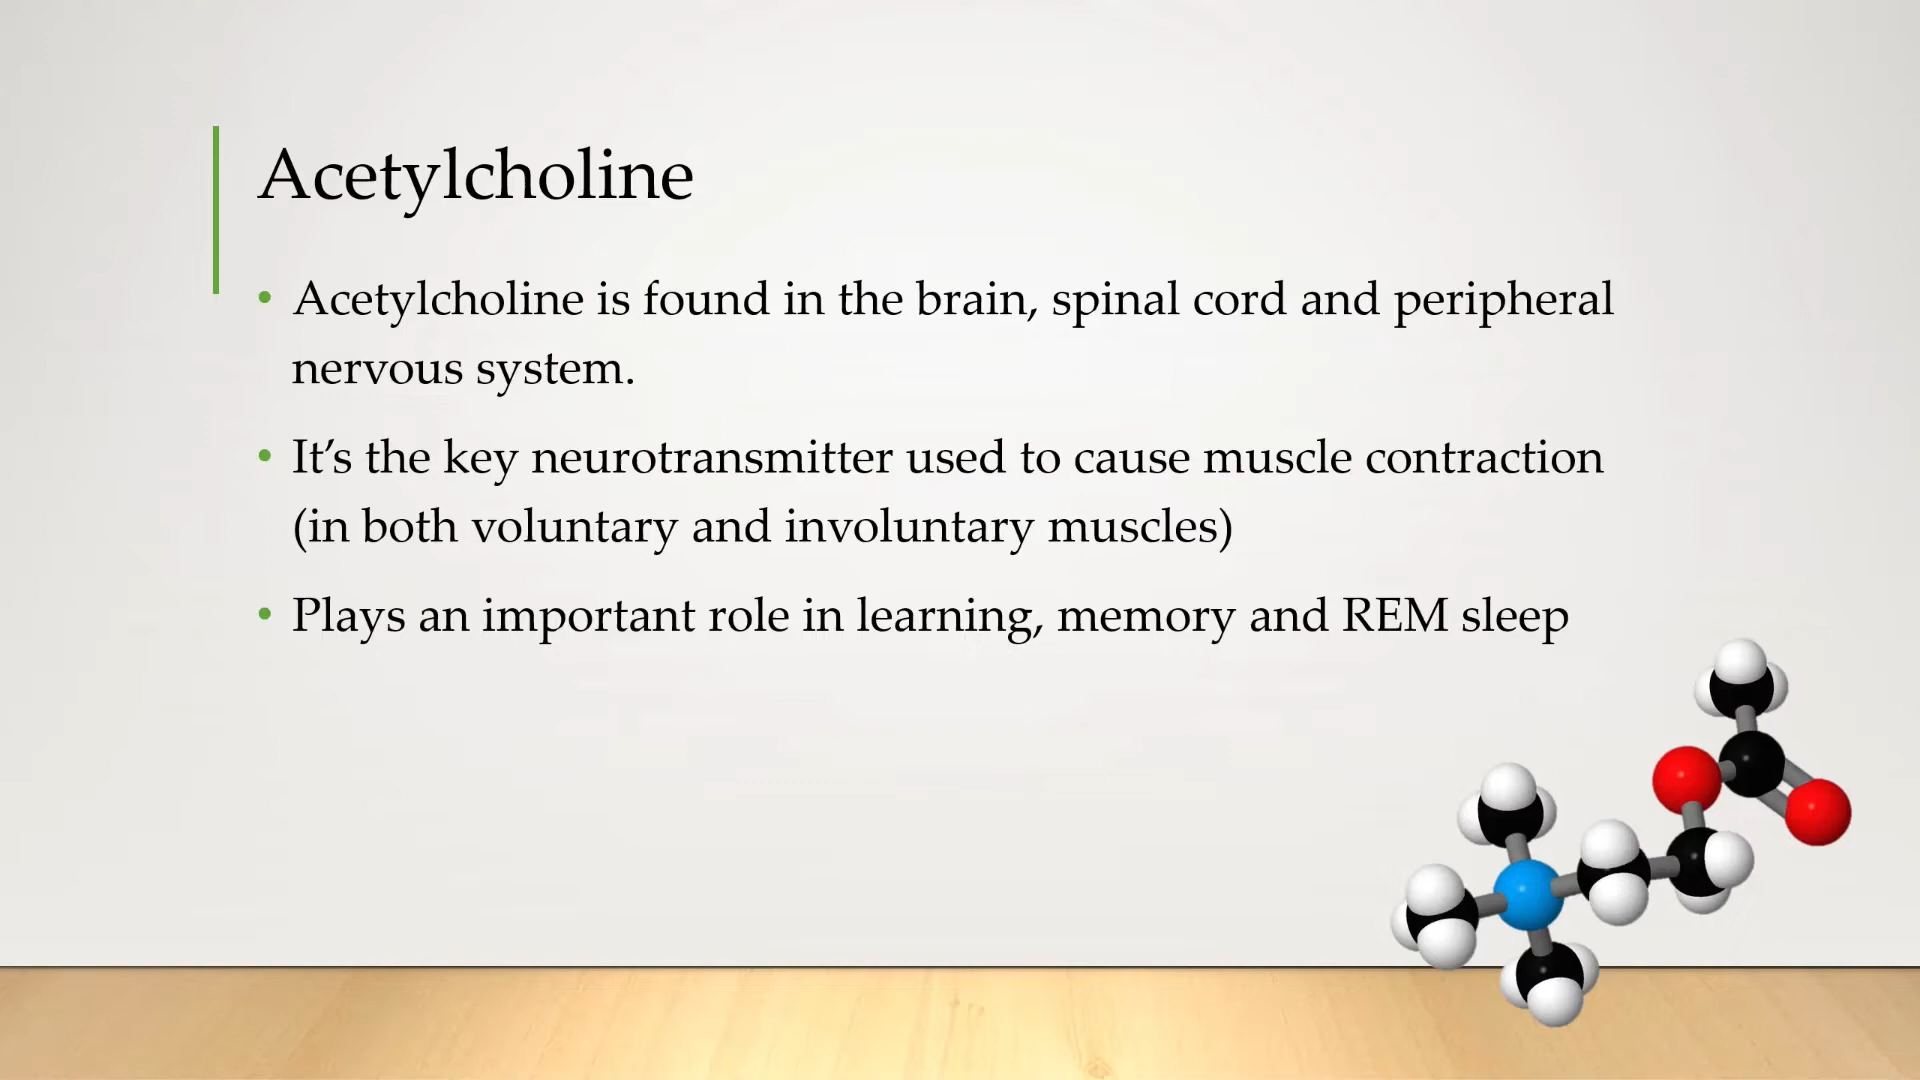 Acetylcholine
• Acetylcholine is found in the brain, spinal cord and peripheral
nervous system.
• It’s the key neurotransmitter used to cause muscle contraction
(in both voluntary and involuntary muscles)
• Plays an important role in learning, memory and REM sleep